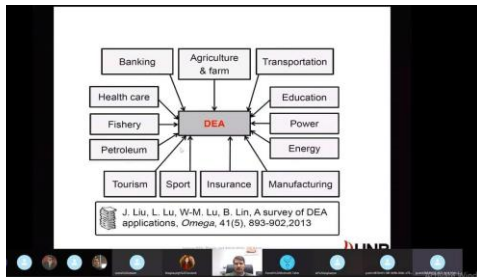 Banking
Agriculture
& farm
Transportation
Health care
Education
Fishery
DEA
Power
Petroleum
Energy
Tourism
Sport
Insurance
Manufacturing
J. Liu, L. Lu, W-M. Lu, B. Lin, A survey of DEA
applications, Omega, 41(5), 893-902,2013